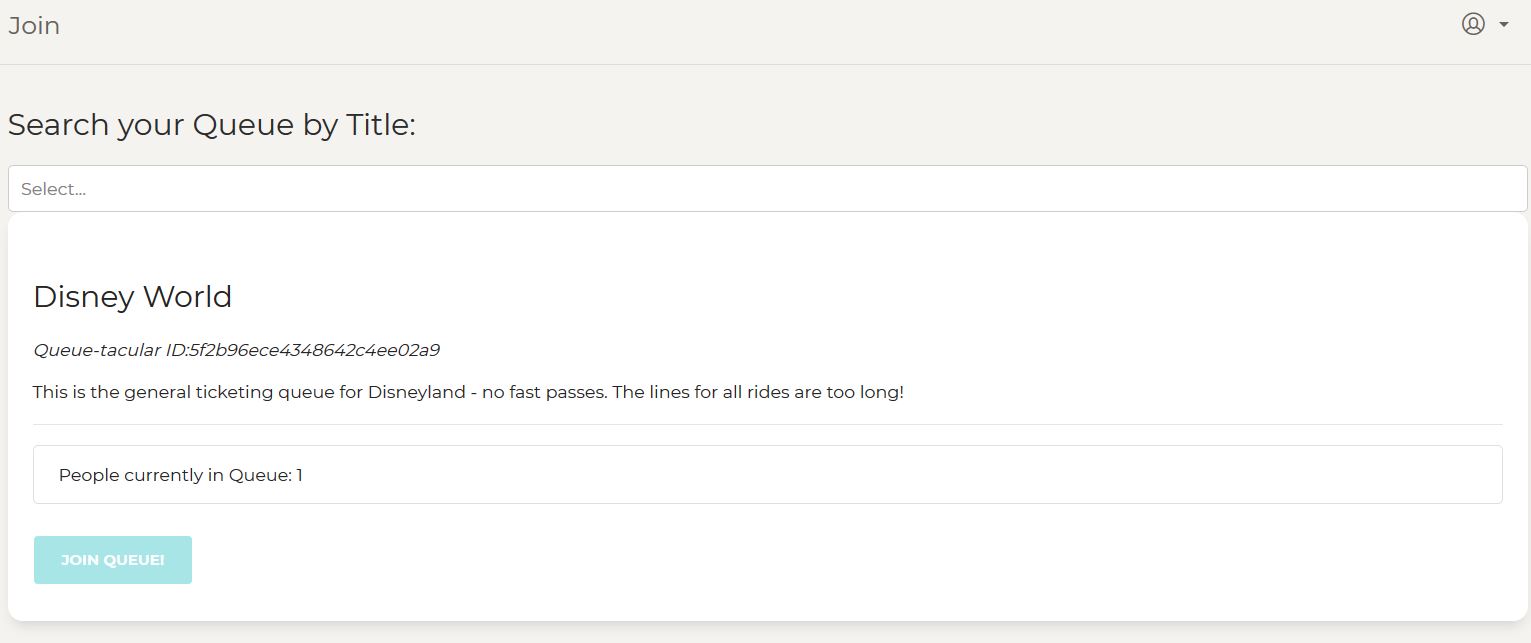 Join
Search your Queue by Title:
Select...
Disney World
Queue-tacular ID:5f2b96ece4348642c4ee02a9
This is the general ticketing queue for Disneyland - no fast passes. The lines for all rides are too long!
People currently in Queue: 1
JOIN QUEUE!